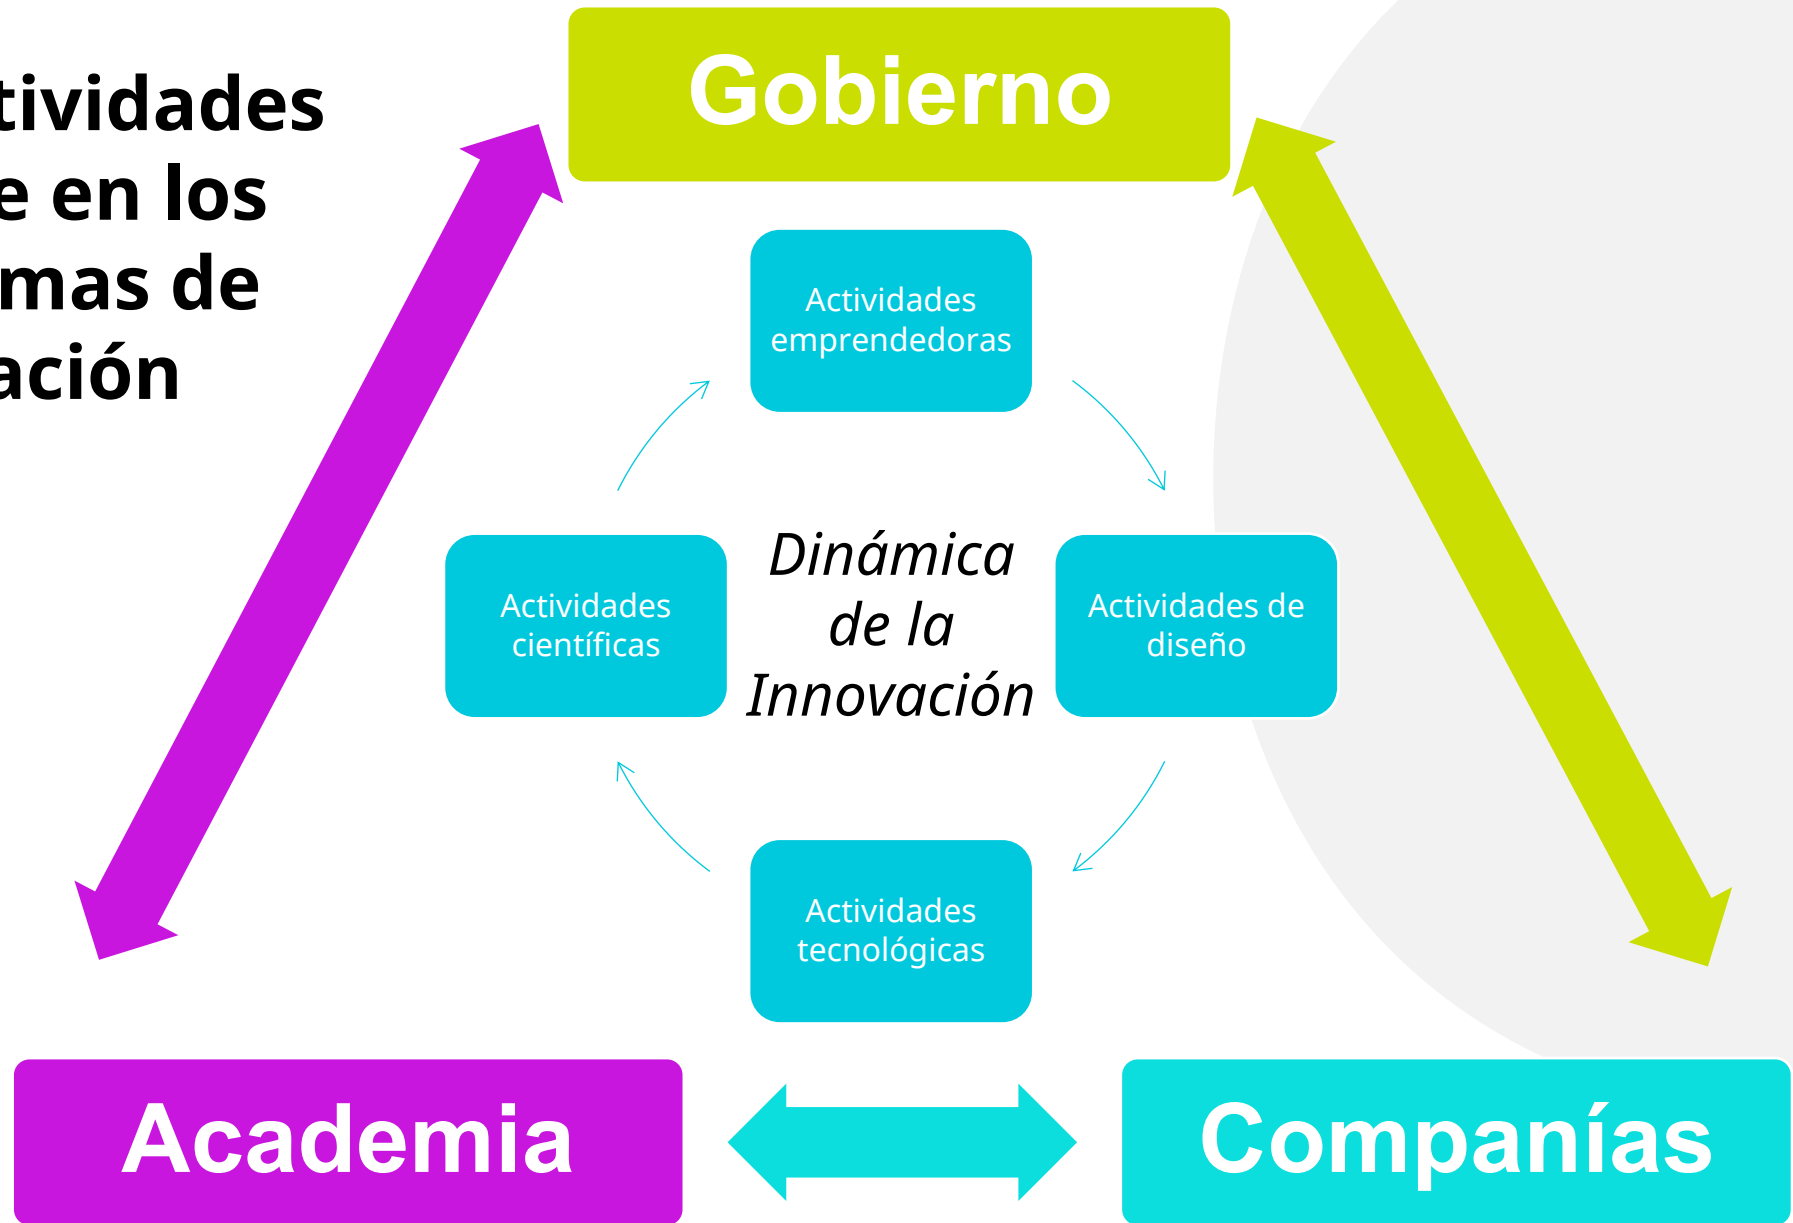 Gobierno
tividades
e en los
mas de
ación
Actividades
emprendedoras
Dinámica
de la
Innovación
Actividades
científicas
Actividades de
diseño
Actividades
tecnológicas
Academia
Companías